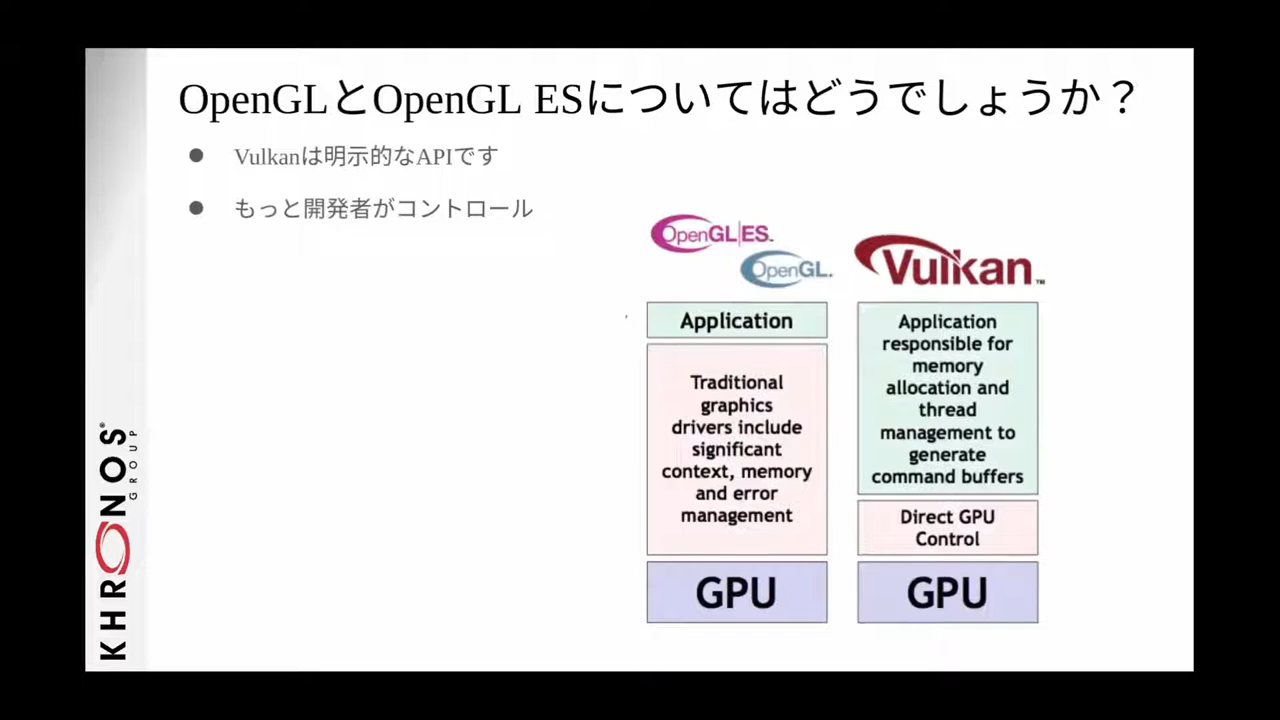 OpenGLとOpenGL ESについてはどうでしょうか？
● Vulkanは明示的なAPIです
● もっと開発者がコントロール
OpenGL|ES™
OpenGL.
Vulkan™
Application
Traditional
graphics
drivers include
significant
context, memory
and error
management
GPU
Application
responsible for
memory
allocation and
thread
management to
generate
command buffers
Direct GPU
Control
GPU
KHRONOS®
GROUP